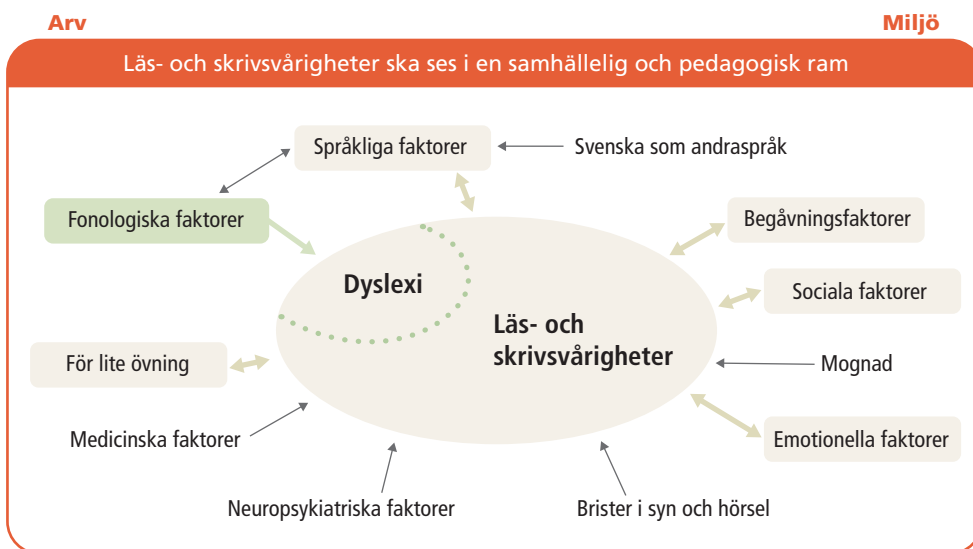 Arv
Miljö
Läs- och skrivsvårigheter ska ses i en samhällelig och pedagogisk ram
Språkliga faktorer
Svenska som andraspråk
Fonologiska faktorer
Begåvningsfaktorer
Dyslexi
Sociala faktorer
Läs- och
skrivsvårigheter
För lite övning
Mognad
Medicinska faktorer
Emotionella faktorer
Neuropsykiatriska faktorer
Brister i syn och hörsel